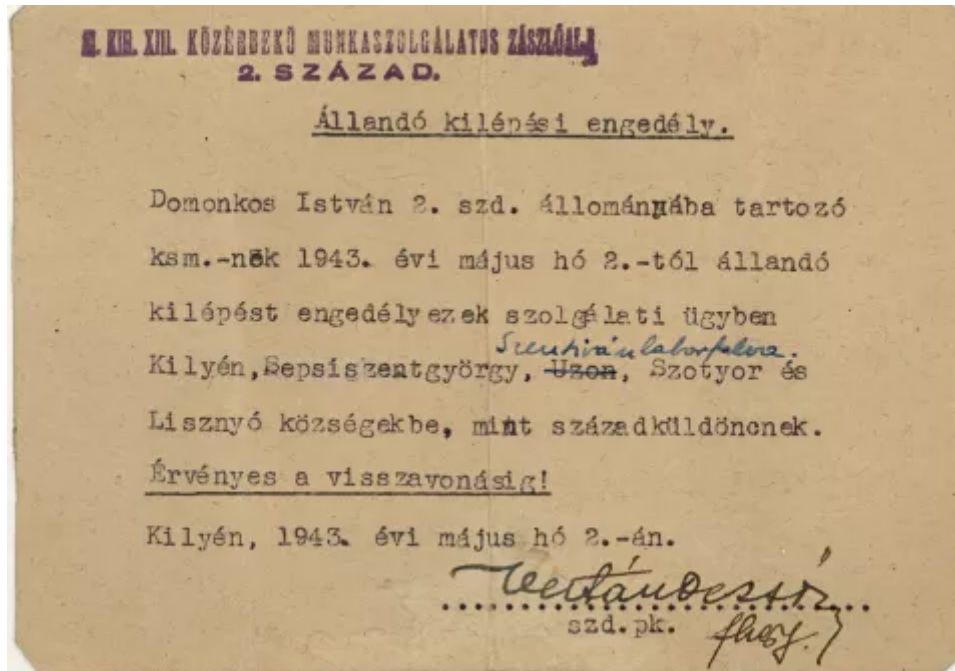 M. KIR. XIII. KÖZÉRDEKŰ MUNKASZOLGÁLATOS ZÁSZLÓALJ
2. SZÁZAD.
Állandó kilépési engedély.
Domonkos István 2. szd. állományába tartozó
ksm.-nek 1943. évi május hó 2.-tól állandó
kilépést engedélyezek szolgálati ügyben
Szentivánlaborfalva.
Kilyén, Sepsiszentgyörgy, Uzon, Szotyor és
Lisznyó községekbe, mint századküldöncnek.
Érvényes a visszavonásig!
Kilyén, 1943. évi május hó 2.-án.
szd.pk.